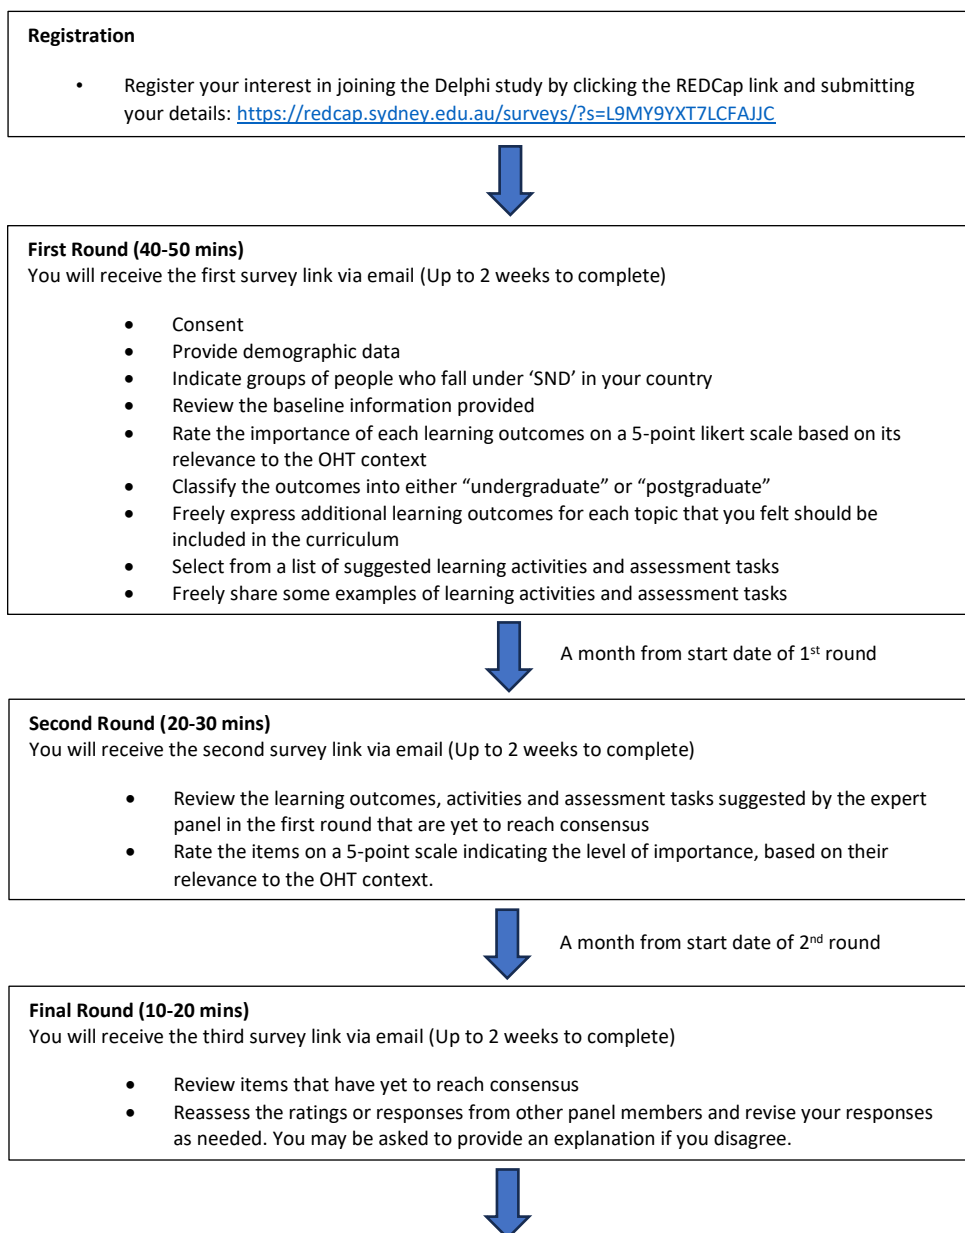 Registration
• Register your interest in joining the Delphi study by clicking the REDCap link and submitting
your details: https://redcap.sydney.edu.au/surveys/?s=L9MY9YXT7LCFAJJC
First Round (40-50 mins)
You will receive the first survey link via email (Up to 2 weeks to complete)
• Consent
• Provide demographic data
• Indicate groups of people who fall under ‘SND’ in your country
• Review the baseline information provided
• Rate the importance of each learning outcomes on a 5-point likert scale based on its
relevance to the OHT context
• Classify the outcomes into either “undergraduate” or “postgraduate”
• Freely express additional learning outcomes for each topic that you felt should be
included in the curriculum
• Select from a list of suggested learning activities and assessment tasks
• Freely share some examples of learning activities and assessment tasks
A month from start date of 1st round
Second Round (20-30 mins)
You will receive the second survey link via email (Up to 2 weeks to complete)
• Review the learning outcomes, activities and assessment tasks suggested by the expert
panel in the first round that are yet to reach consensus
• Rate the items on a 5-point scale indicating the level of importance, based on their
relevance to the OHT context.
A month from start date of 2nd round
Final Round (10-20 mins)
You will receive the third survey link via email (Up to 2 weeks to complete)
• Review items that have yet to reach consensus
• Reassess the ratings or responses from other panel members and revise your responses
as needed. You may be asked to provide an explanation if you disagree.